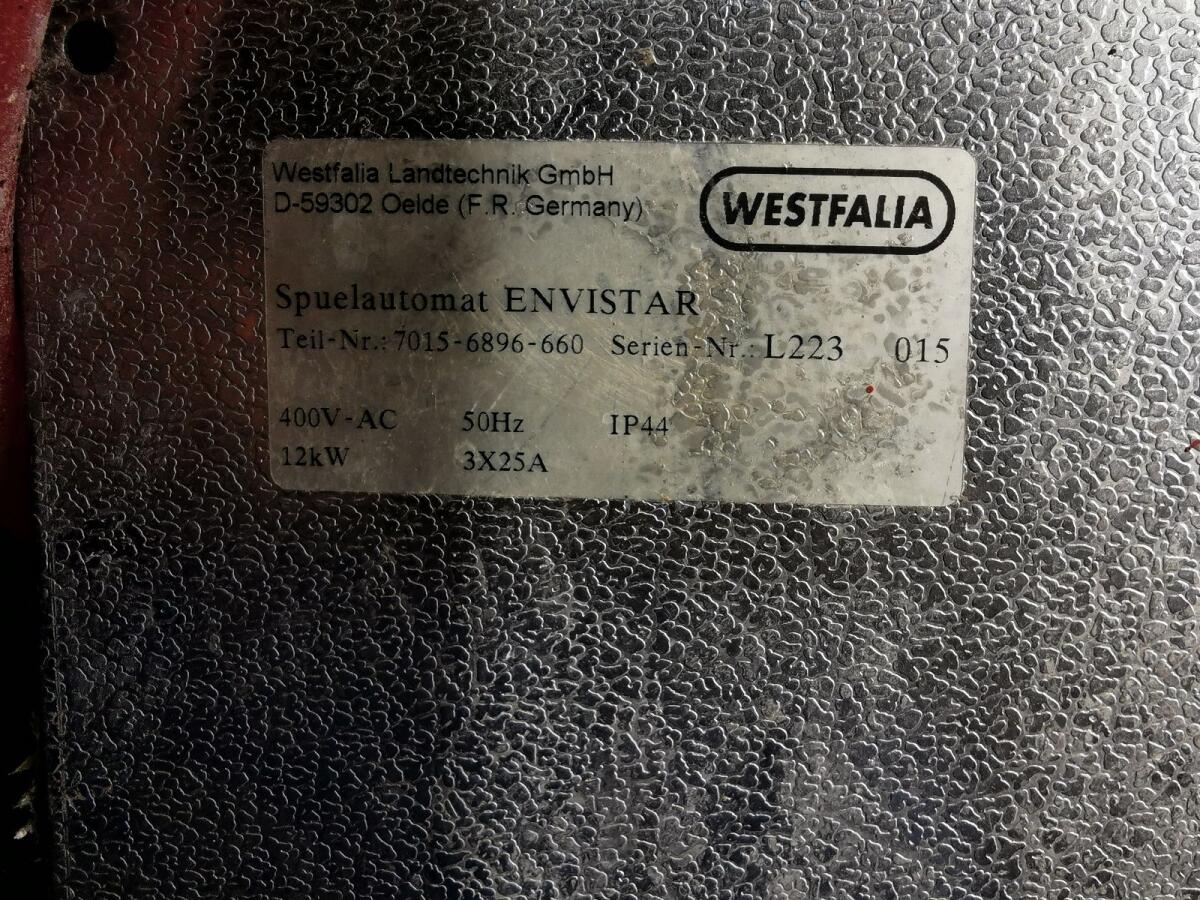 Westfalia Landtechnik GmbH
D-59302 Oelde (F.R. Germany)
WESTFALIA
Spuelautomat ENVISTAR
Teil-Nr.: 7015-6896-660 Serien-Nr.: L223 015
400V-AC 50Hz IP44
12kW 3X25A